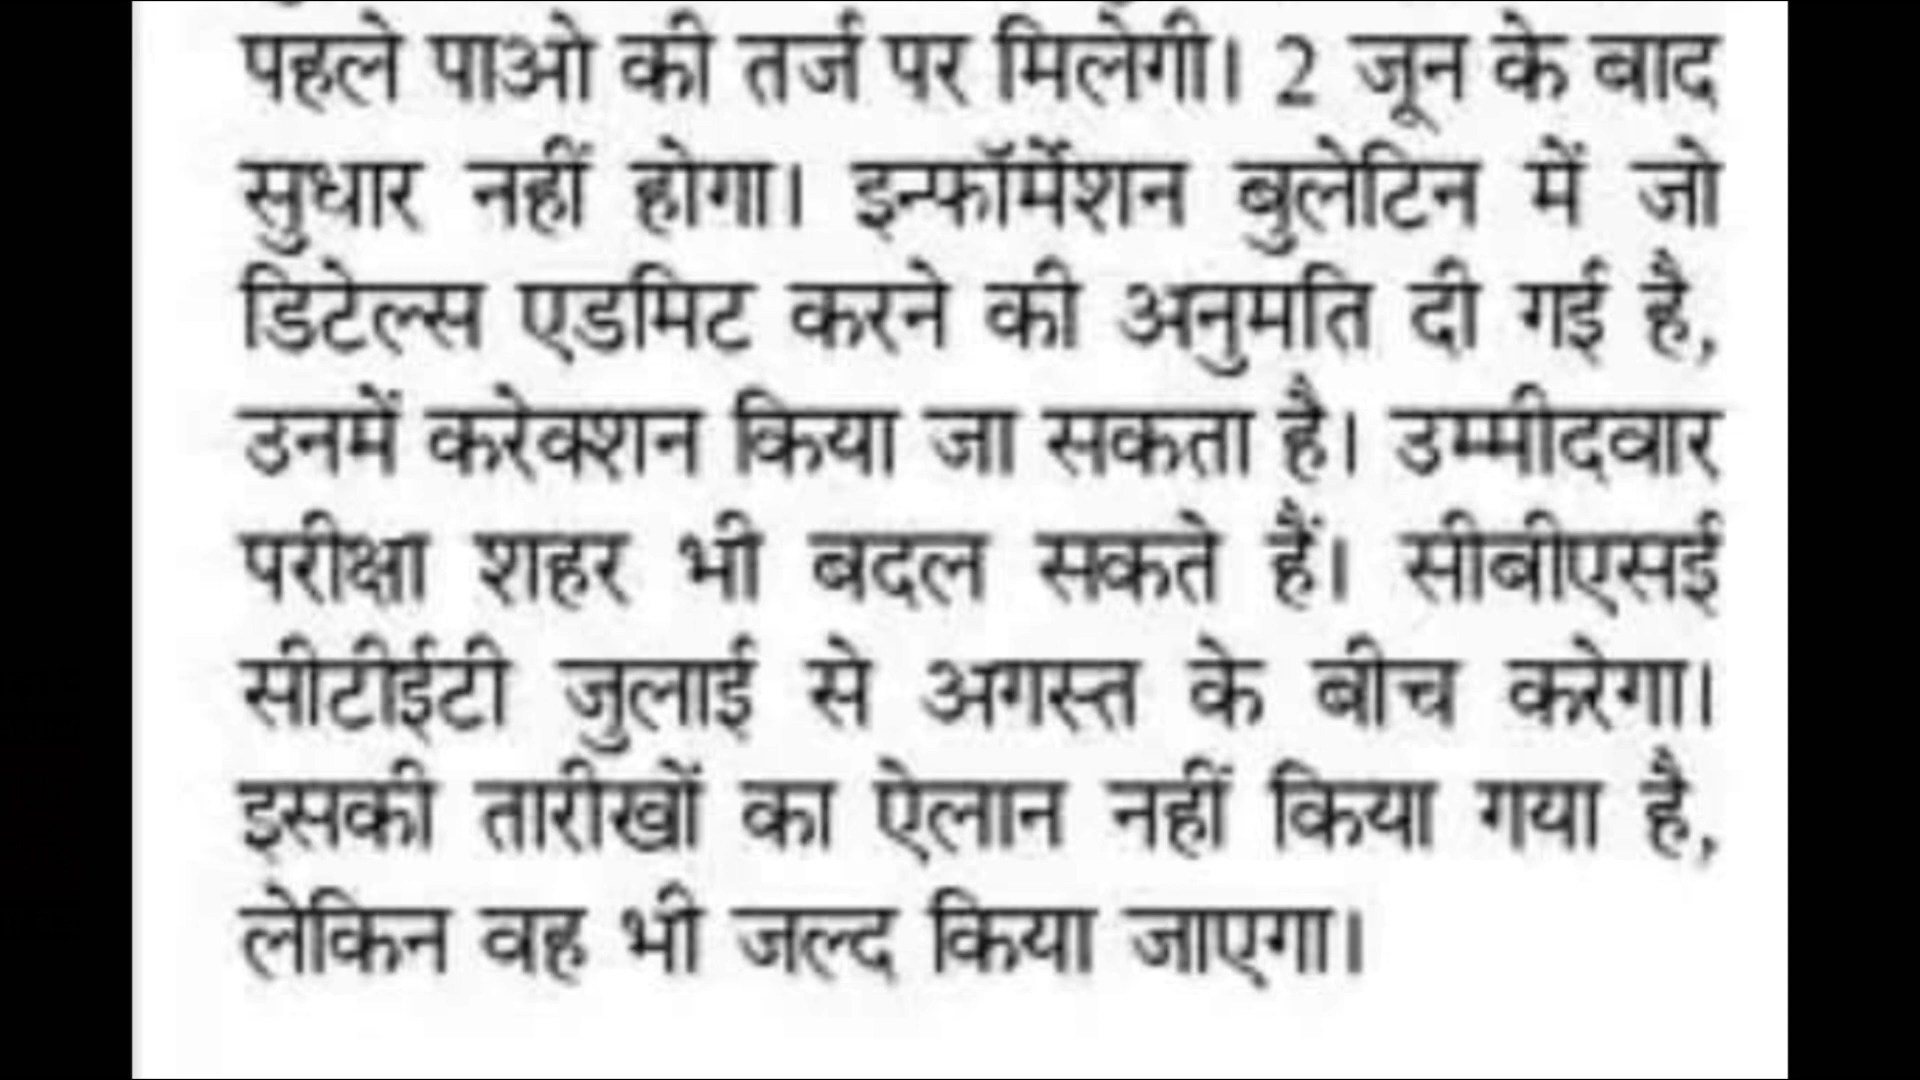 पहले पाओ की तर्ज पर मिलेगी। 2 जून के बाद
सुधार नहीं होगा। इन्फॉर्मेशन बुलेटिन में जो
डिटेल्स एडमिट करने की अनुमति दी गई है,
उनमें करेक्शन किया जा सकता है। उम्मीदवार
परीक्षा शहर भी बदल सकते हैं। सीबीएसई
सीटीईटी जुलाई से अगस्त के बीच करेगा।
इसकी तारीखों का ऐलान नहीं किया गया है,
लेकिन वह भी जल्द किया जाएगा।